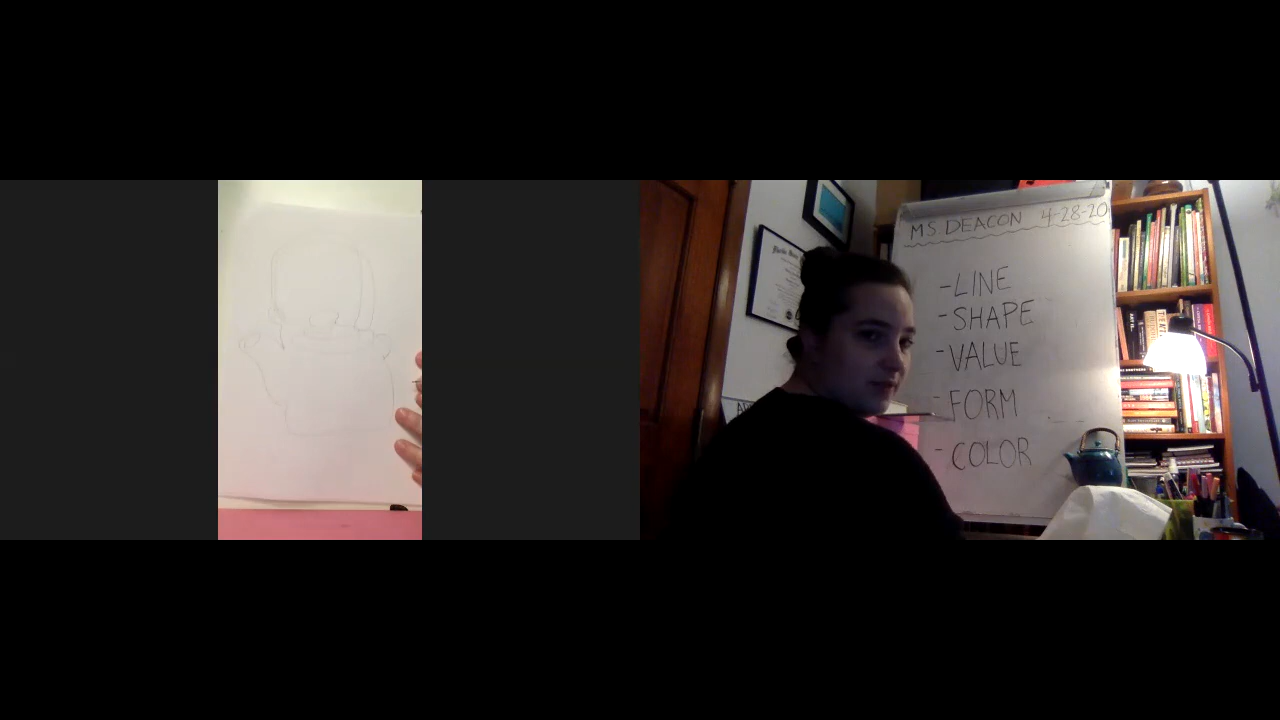 MS. DEACON 4-28-20
- LINE
- SHAPE
- VALUE
- FORM
- COLOR